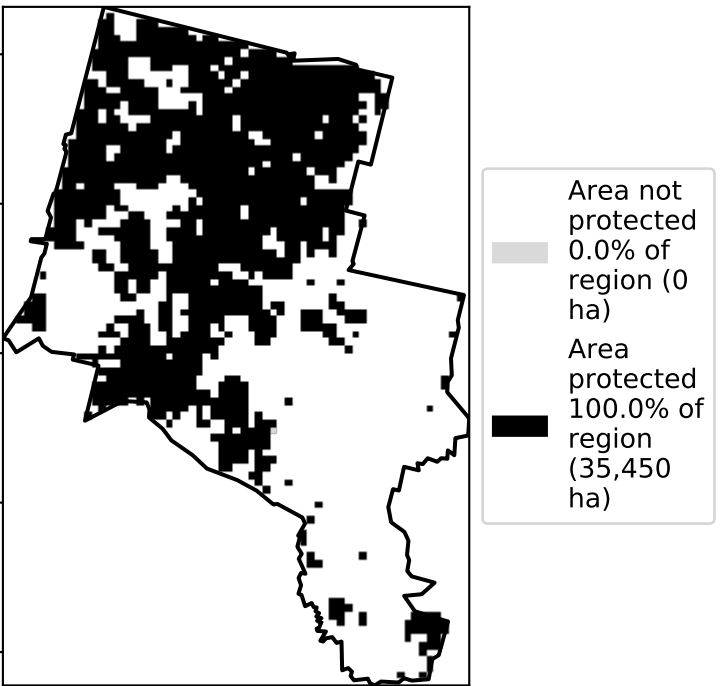 Area not
protected
0.0% of
region (0
ha)
Area
protected
100.0% of
region
(35,450
ha)